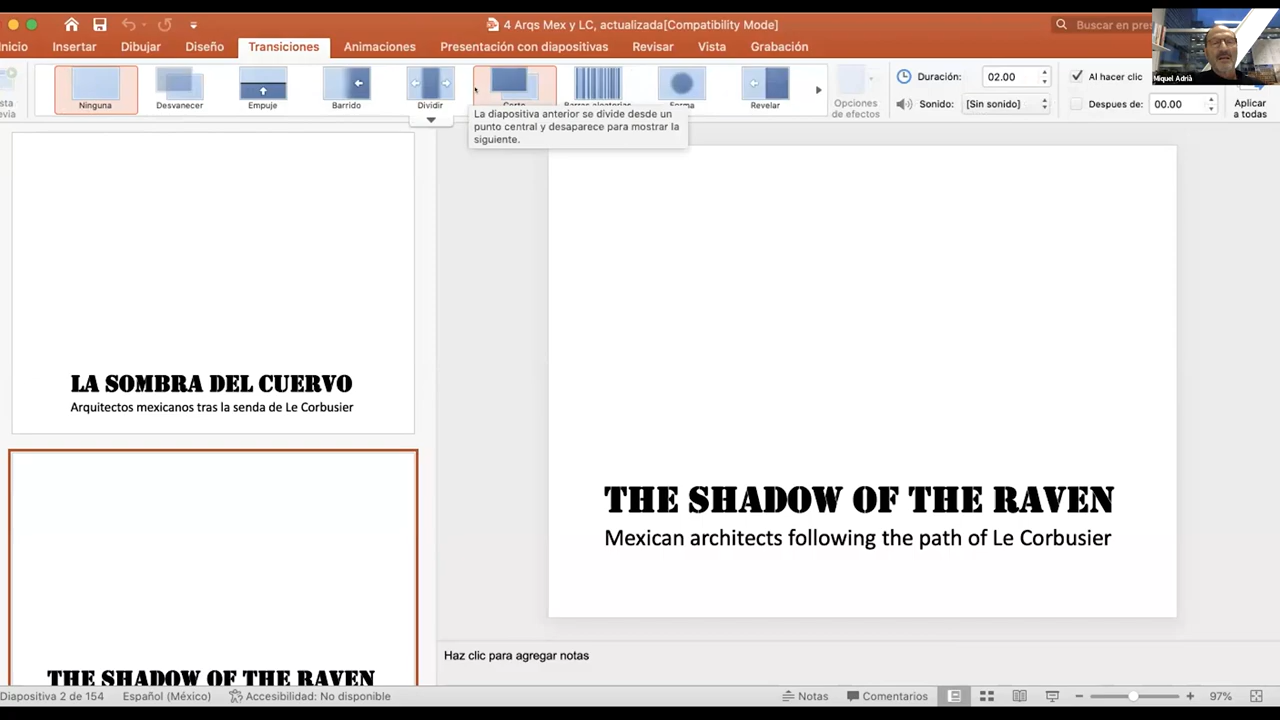 4 Arqs Mex y LC, actualizada[Compatibility Mode]
Buscar en pres
nicio Insertar Dibujar Diseño Transiciones Animaciones Presentación con diapositivas Revisar Vista Grabación
Miquel Adrià
Ninguna Desvanecer Empuje Barrido Dividir Corte Barras aleatorias Forma Revelar
Opciones de efectos
Duración: 02.00
Sonido: [Sin sonido]
Al hacer clic
Despues de: 00.00
Aplicar a todas
La diapositiva anterior se divide desde un
punto central y desaparece para mostrar la
siguiente.
LA SOMBRA DEL CUERVO
Arquitectos mexicanos tras la senda de Le Corbusier
THE SHADOW OF THE RAVEN
THE SHADOW OF THE RAVEN
Mexican architects following the path of Le Corbusier
Haz clic para agregar notas
Diapositiva 2 de 154 Español (México) Accesibilidad: No disponible Notas Comentarios 97%